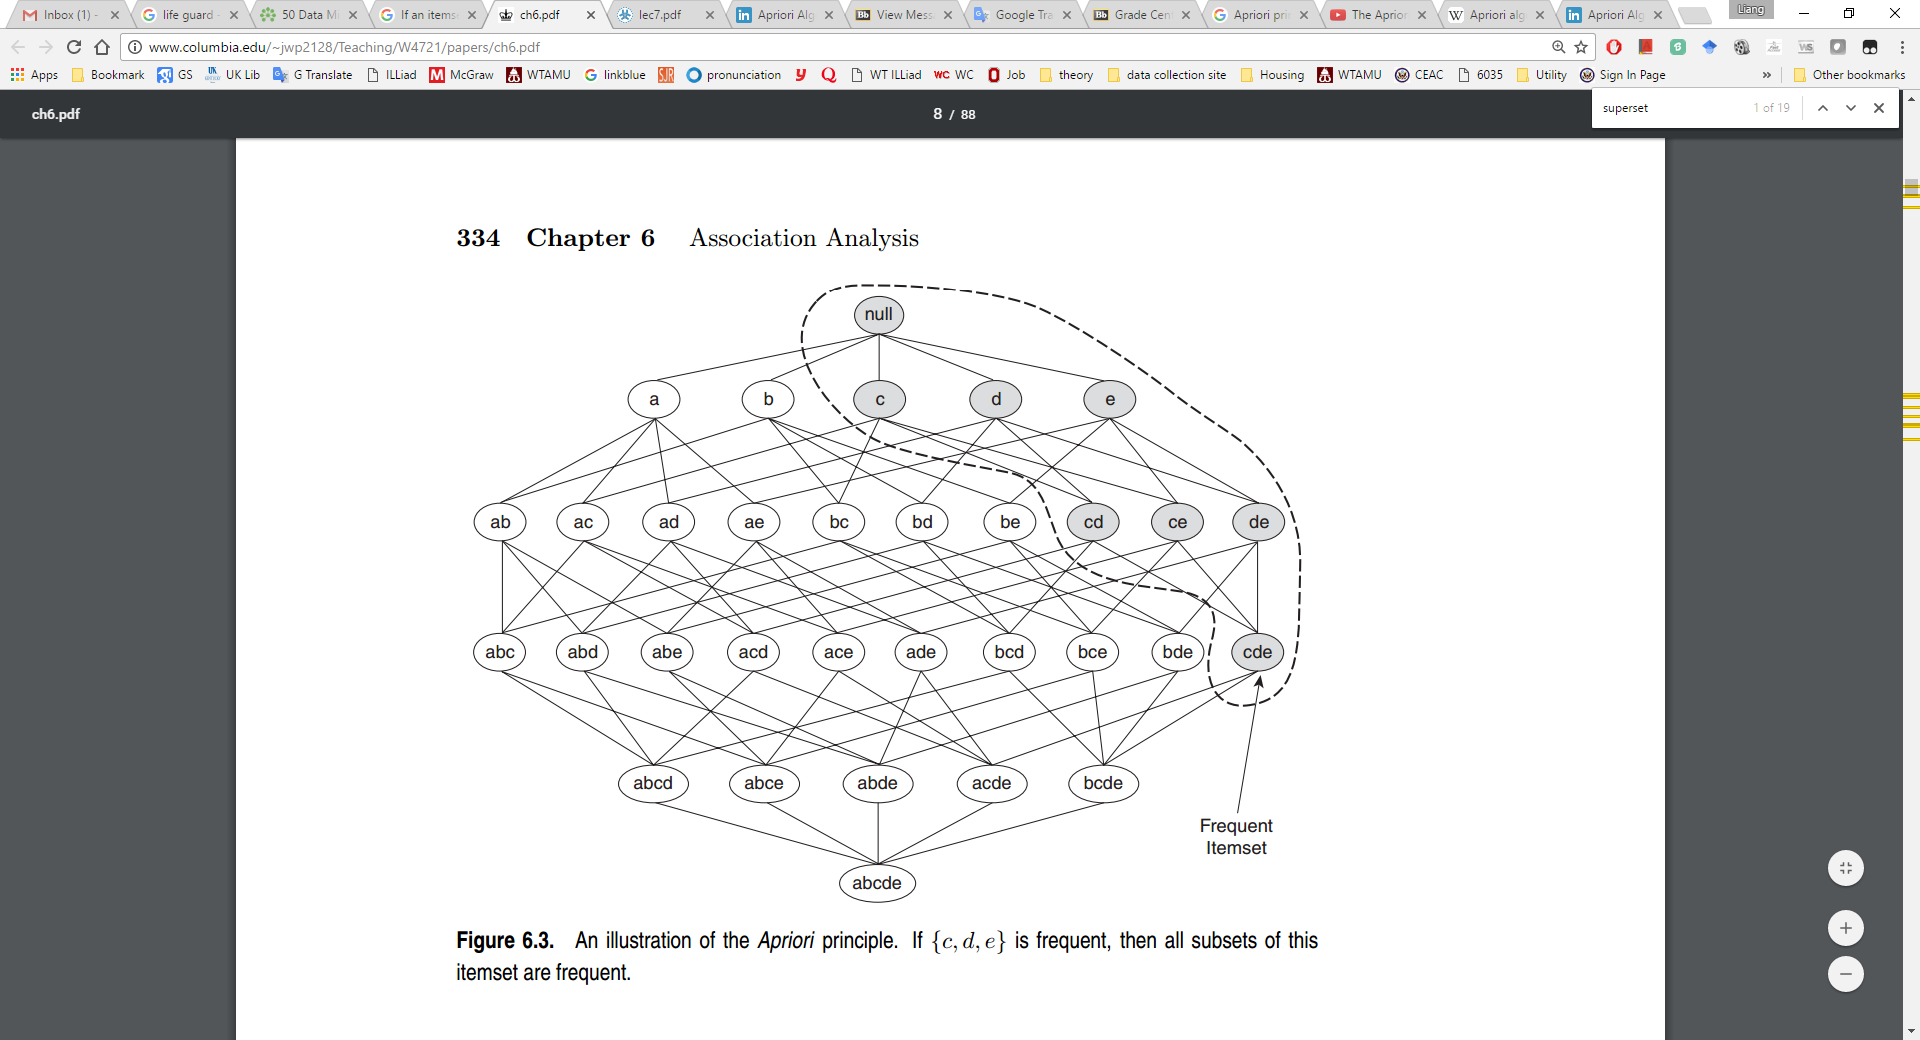 Inbox (1) -
life guard -
50 Data Mi
If an items
ch6.pdf
lec7.pdf
Apriori Alg
View Mess
Google Tra
Grade Cent
Apriori pri
The Aprior
Apriori alg
Apriori Alg
Liang
www.columbia.edu/~jwp2128/Teaching/W4721/papers/ch6.pdf
Apps Bookmark GS UK Lib G Translate ILLiad McGraw WTAMU linkblue SJR pronunciation WT ILLiad WC WC Job theory data collection site Housing WTAMU CEAC 6035 Utility Sign In Page » Other bookmarks
ch6.pdf
8 / 88
superset 1 of 19
334 Chapter 6 Association Analysis
null
a b c d e
ab ac ad ae bc bd be cd ce de
abc abd abe acd ace ade bcd bce bde cde
abcd abce abde acde bcde
Frequent
Itemset
abcde
Figure 6.3. An illustration of the Apriori principle. If {c, d, e} is frequent, then all subsets of this
itemset are frequent.